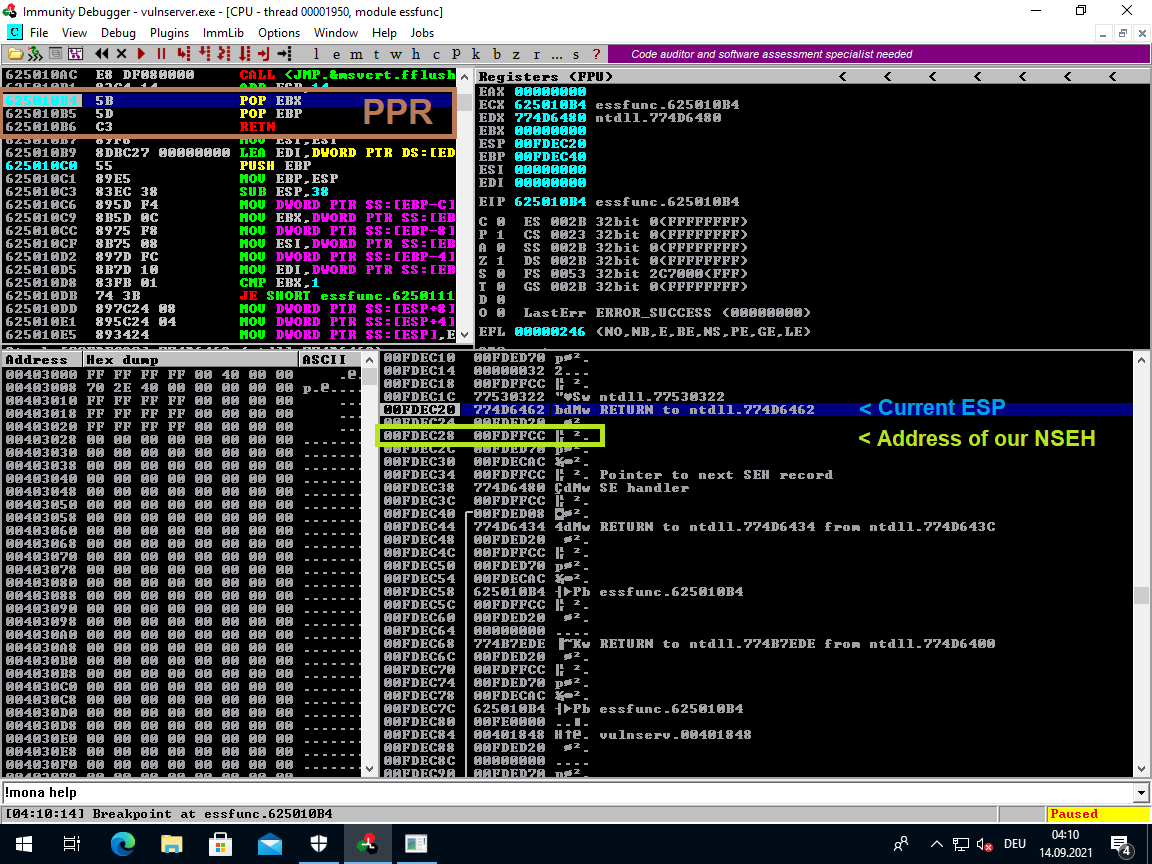 Immunity Debugger - vulnserver.exe - [CPU - thread 00001950, module essfunc]
C File View Debug Plugins ImmLib Options Window Help Jobs
l e m t w h c P k b z r ... s ? Code auditor and software assessment specialist needed
625010AC E8 DF080000 CALL <JMP.&msvcrt.fflush
625010B4 5B POP EBX
625010B5 5D POP EBP
625010B6 C3 RETN
PPR
625010B7 89F6 MOV ESI,ESI
625010B9 8DBC27 00000000 LEA EDI,DWORD PTR DS:[ED
625010C0 55 PUSH EBP
625010C1 89E5 MOV EBP,ESP
625010C3 83EC 38 SUB ESP,38
625010C6 895D F4 MOV DWORD PTR SS:[EBP-C]
625010C9 8B5D 0C MOV EBX,DWORD PTR SS:[EB
625010CC 8975 F8 MOV DWORD PTR SS:[EBP-8]
625010CF 8B75 08 MOV ESI,DWORD PTR SS:[EB
625010D2 897D FC MOV DWORD PTR SS:[EBP-4]
625010D5 8B7D 10 MOV EDI,DWORD PTR SS:[EB
625010D8 83FB 01 CMP EBX,1
625010DB 74 3B JE SHORT essfunc.6250111
625010DD 897C24 08 MOV DWORD PTR SS:[ESP+8]
625010E1 895C24 04 MOV DWORD PTR SS:[ESP+4]
625010E5 893424 MOV DWORD PTR SS:[ESP],E
Registers (FPU) < < < < < < <
EAX 00000000
ECX 625010B4 essfunc.625010B4
EDX 774D6480 ntdll.774D6480
EBX 00000000
ESP 00FDEC20
EBP 00FDEC40
ESI 00000000
EDI 00000000
EIP 625010B4 essfunc.625010B4
C 0 ES 002B 32bit 0(FFFFFFFF)
P 1 CS 0023 32bit 0(FFFFFFFF)
A 0 SS 002B 32bit 0(FFFFFFFF)
Z 1 DS 002B 32bit 0(FFFFFFFF)
S 0 FS 0053 32bit 2C7000(FFF)
T 0 GS 002B 32bit 0(FFFFFFFF)
D 0
O 0 LastErr ERROR_SUCCESS (00000000)
EFL 00000246 (NO,NB,E,BE,NS,PE,GE,LE)
Address Hex dump ASCII
00403000 FF FF FF FF 00 40 00 00 .@.
00403008 70 2E 40 00 00 00 00 00 p.@.....
00403010 FF FF FF FF 00 00 00 00 ....
00403018 FF FF FF FF 00 00 00 00 ....
00403020 FF FF FF FF 00 00 00 00 ....
00403028 00 00 00 00 00 00 00 00 .......
00403030 00 00 00 00 00 00 00 00 .......
00403038 00 00 00 00 00 00 00 00 .......
00403040 00 00 00 00 00 00 00 00 .......
00403048 00 00 00 00 00 00 00 00 .......
00403050 00 00 00 00 00 00 00 00 .......
00403058 00 00 00 00 00 00 00 00 .......
00403060 00 00 00 00 00 00 00 00 .......
00403068 00 00 00 00 00 00 00 00 .......
00403070 00 00 00 00 00 00 00 00 .......
00403078 00 00 00 00 00 00 00 00 .......
00403080 00 00 00 00 00 00 00 00 .......
00403088 00 00 00 00 00 00 00 00 .......
00403090 00 00 00 00 00 00 00 00 .......
00403098 00 00 00 00 00 00 00 00 .......
004030A0 00 00 00 00 00 00 00 00 .......
004030A8 00 00 00 00 00 00 00 00 .......
004030B0 00 00 00 00 00 00 00 00 .......
004030B8 00 00 00 00 00 00 00 00 .......
004030C0 00 00 00 00 00 00 00 00 .......
004030C8 00 00 00 00 00 00 00 00 .......
004030D0 00 00 00 00 00 00 00 00 .......
004030D8 00 00 00 00 00 00 00 00 .......
004030E0 00 00 00 00 00 00 00 00 .......
004030E8 00 00 00 00 00 00 00 00 .......
004030F0 00 00 00 00 00 00 00 00 .......
00FDEC10 00FDED70
00FDEC14 00000032 2...
00FDEC18 00FDFFCC
00FDEC1C 77530322 ntdll.77530322
00FDEC20 774D6462 bdMw RETURN to ntdll.774D6462 < Current ESP
00FDEC24 00FDED20
00FDEC28 00FDFFCC < Address of our NSEH
00FDEC2C 00FDED70
00FDEC30 00FDECAC
00FDEC34 00FDFFCC Pointer to next SEH record
00FDEC38 774D6480 ÇdMw SE handler
00FDEC3C 00FDFFCC
00FDEC40 00FDED08
00FDEC44 774D6434 4dMw RETURN to ntdll.774D6434 from ntdll.774D643C
00FDEC48 00FDED20
00FDEC4C 00FDFFCC
00FDEC50 00FDED70
00FDEC54 00FDECAC
00FDEC58 625010B4 ┤►Pb essfunc.625010B4
00FDEC5C 00FDFFCC
00FDEC60 00FDED20
00FDEC64 00000000 ....
00FDEC68 774B7EDE ▐~Kw RETURN to ntdll.774B7EDE from ntdll.774D6400
00FDEC6C 00FDED20
00FDEC70 00FDFFCC
00FDEC74 00FDED70
00FDEC78 00FDECAC
00FDEC7C 625010B4 ┤►Pb essfunc.625010B4
00FDEC80 00FE0000
00FDEC84 00401848 H↑@. vulnserv.00401848
00FDEC88 00FDED20
00FDEC8C 00000000 ....
00FDEC90 00FDED70
!mona help
[04:10:14] Breakpoint at essfunc.625010B4 Paused
DEU
04:10
14.09.2021
4